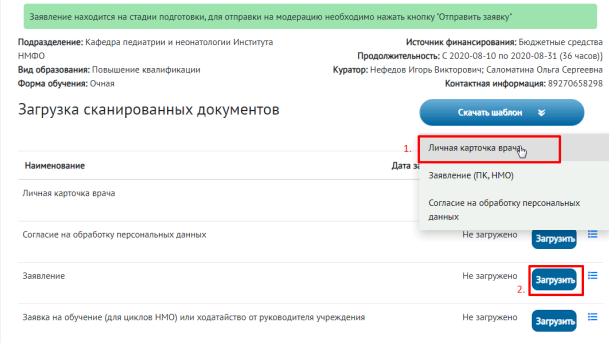 Заявление находится на стадии подготовки, для отправки на модерацию необходимо нажать кнопку "Отправить заявку"
Подразделение: Кафедра педиатрии и неонатологии Института
НМФО
Вид образования: Повышение квалификации
Форма обучения: Очная
Источник финансирования: Бюджетные средства
Продолжительность: С 2020-08-10 по 2020-08-31 (36 часов))
Куратор: Нефедов Игорь Викторович; Саломатина Ольга Сергеевна
Контактная информация: 89270658298
Загрузка сканированных документов
Скачать шаблон
1.
Личная карточка врача
Заявление (ПК, НМО)
Согласие на обработку персональных
данных
Наименование
Дата
Личная карточка врача
Согласие на обработку персональных данных
Не загружено
Загрузить
Заявление
Не загружено
2.
Загрузить
Заявка на обучение (для циклов НМО) или ходатайство от руководителя учреждения
Не загружено
Загрузить